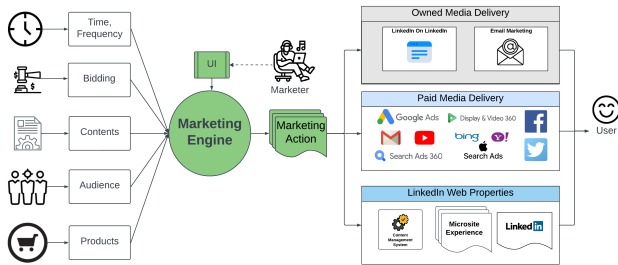 Time,
Frequency
Bidding
Contents
Audience
Products
UI
Marketing
Engine
Marketer
Marketing
Action
Owned Media Delivery
LinkedIn On LinkedIn
Email Marketing
Paid Media Delivery
Google Ads
Display & Video 360
bing
Y!
Search Ads 360
Search Ads
LinkedIn Web Properties
Content
Management
System
Microsite
Experience
LinkedIn
User